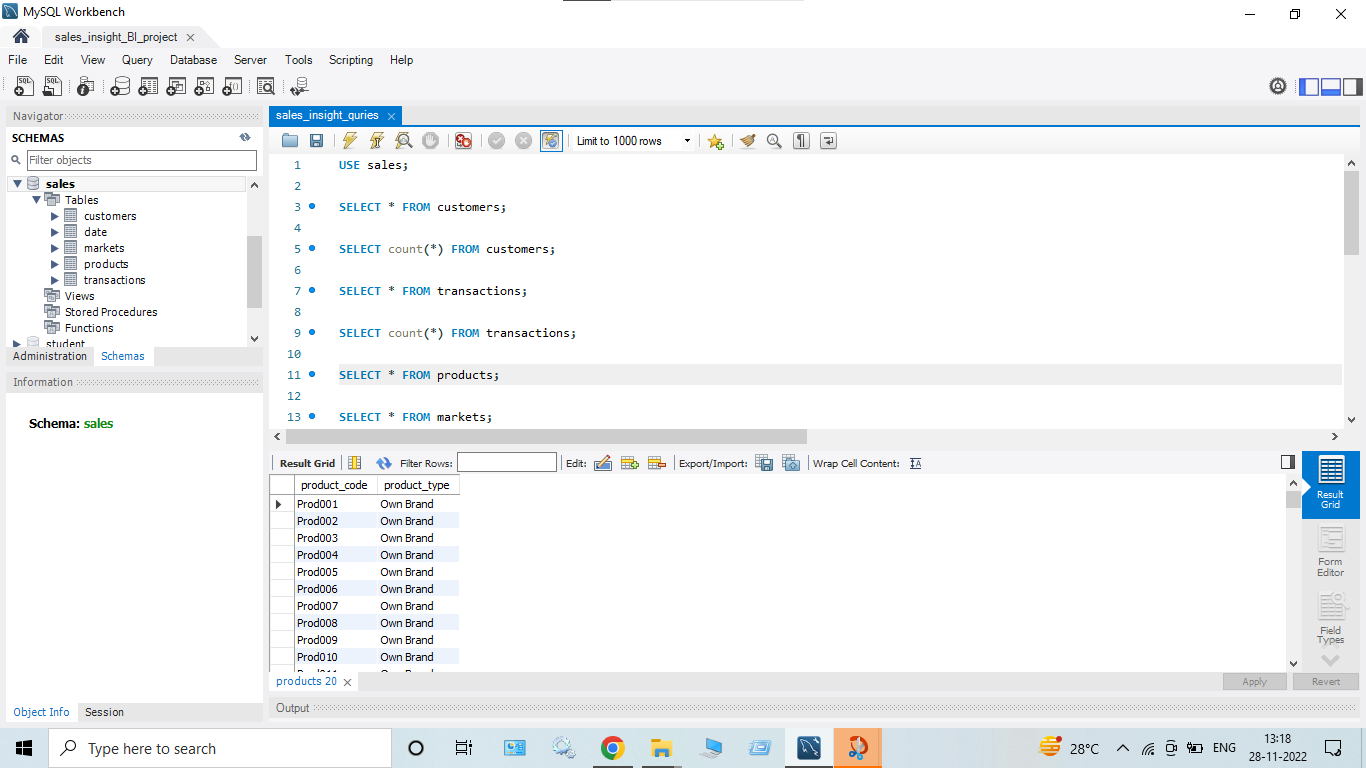 MySQL Workbench
sales_insight_BI_project
File Edit View Query Database Server Tools Scripting Help
Navigator
SCHEMAS
Filter objects
sales
Tables
customers
date
markets
products
transactions
Views
Stored Procedures
Functions
student
Administration Schemas
Information
Schema: sales
Object Info Session
sales_insight_quries
Limit to 1000 rows
1 USE sales;
2
3 SELECT * FROM customers;
4
5 SELECT count(*) FROM customers;
6
7 SELECT * FROM transactions;
8
9 SELECT count(*) FROM transactions;
10
11 SELECT * FROM products;
12
13 SELECT * FROM markets;
Result Grid Filter Rows: Edit: Export/Import: Wrap Cell Content:
product_code product_type
Prod001 Own Brand
Prod002 Own Brand
Prod003 Own Brand
Prod004 Own Brand
Prod005 Own Brand
Prod006 Own Brand
Prod007 Own Brand
Prod008 Own Brand
Prod009 Own Brand
Prod010 Own Brand
Result
Grid
Form
Editor
Field
Types
products 20
Apply Revert
Output
Type here to search
28°C
ENG
13:18
28-11-2022